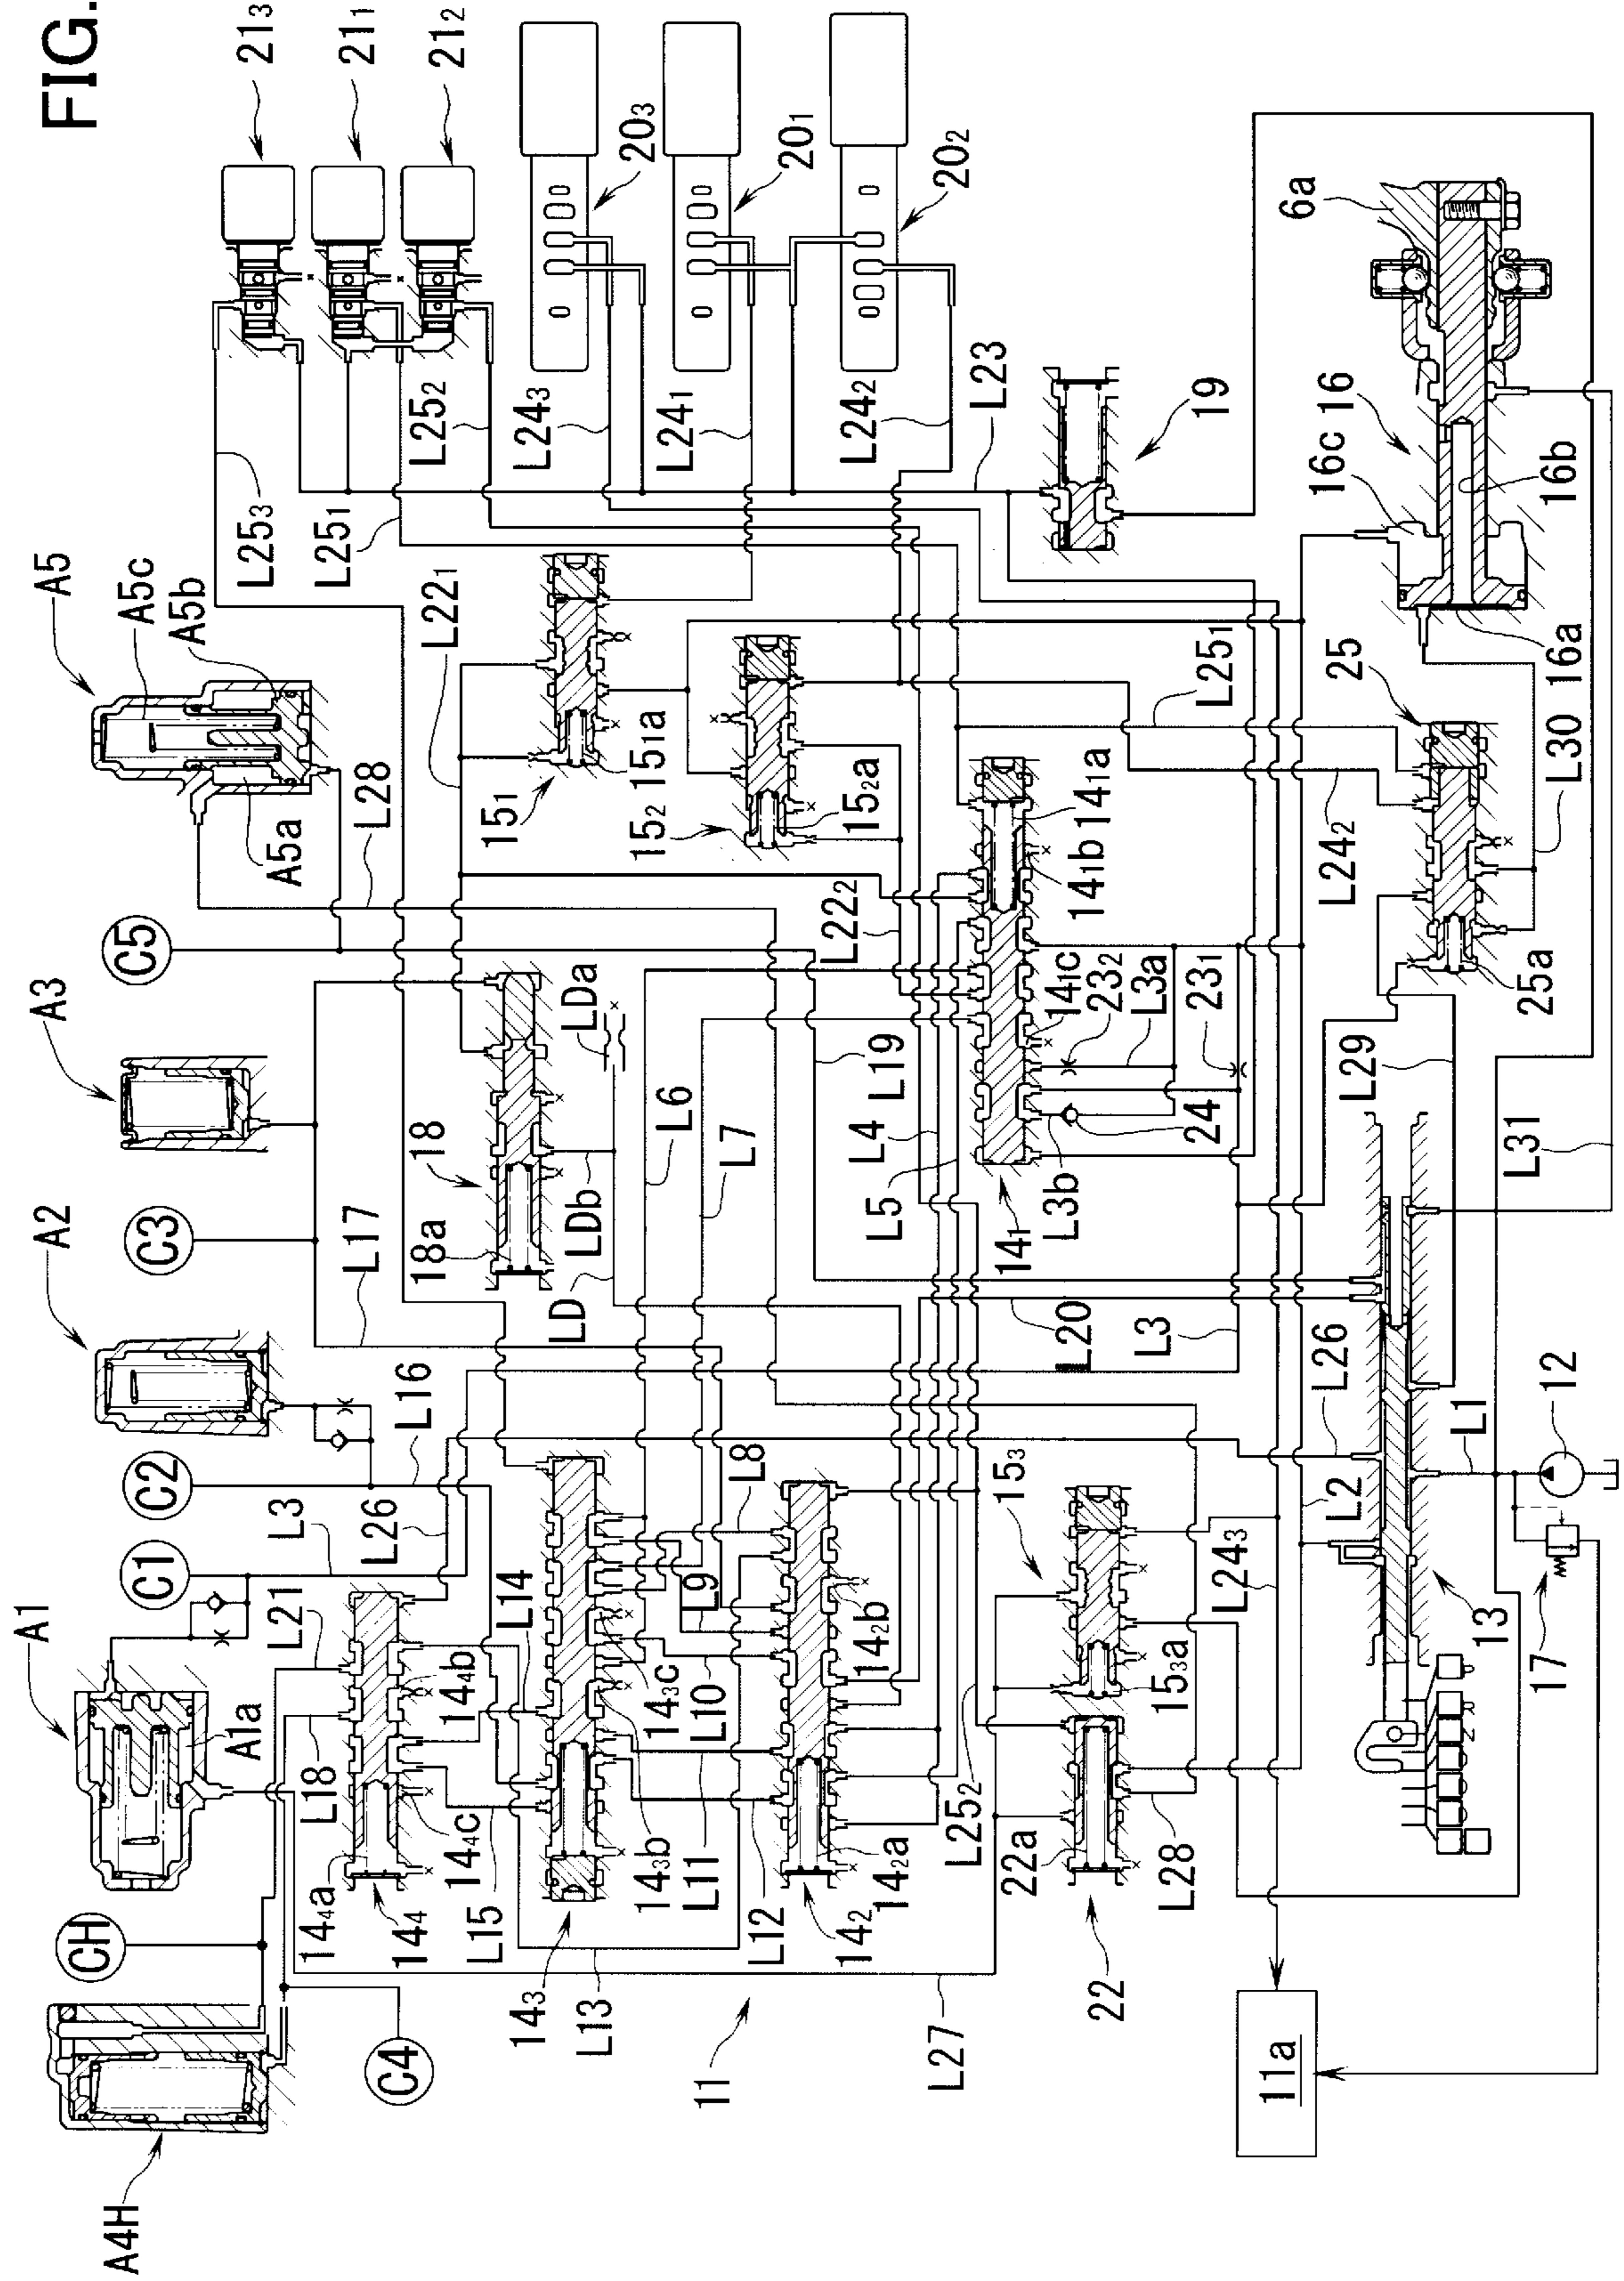 FIG.
21₃
21₁
21₂
20₃
20₁
20₂
6a
L25₃
L25₁
L25₂
L24₃
L24₁
L24₂
L23
19
16
16c
16b
16a
A5
A5c
A5b
A5a
L28
L22₁
15₁
15₁a
15₂
15₂a
L22₂
14₁a
14₁b
14₁c
L25₁
L24₂
25
25a
L30
C5
A3
C3
A2
L17
18
18a
LDa
LDb
LD
L6
L7
L19
L4
L5
14₁
L3b
L3a
23₂
23₁
24
L29
L31
L20
L3
C2
L16
C1
L3
L26
A1
A1a
L21
L18
14₄b
14₄c
14₄a
14₄
L14
L15
L8
L9
L10
L11
L12
L13
14₃c
14₃b
14₃
14₂b
14₂a
14₂
15₃
15₃a
L25₂
22a
22
L28
L24₃
L2
L26
L1
12
13
17
P
R
N
CH
C4
A4H
11
L27
11a